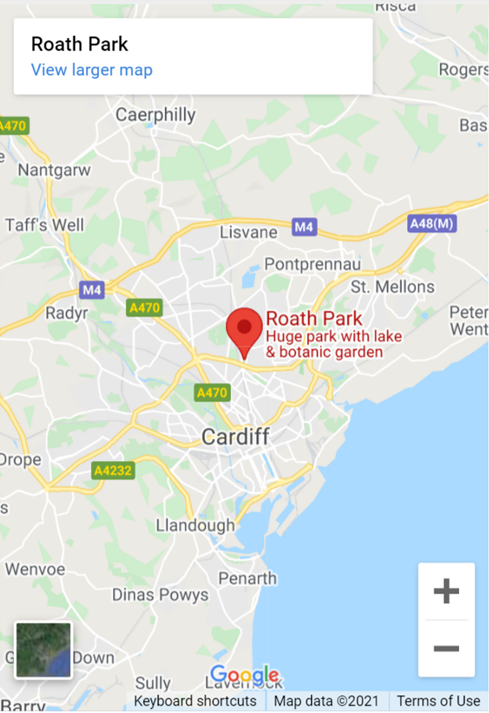 Risca
Roath Park
View larger map
Rogers
Caerphilly
A470
Bas
Nantgarw
Taff's Well
A48(M)
M4
Lisvane
Pontprennau
St. Mellons
M4
A470
Radyr
Peter
Went
Roath Park
Huge park with lake
& botanic garden
A470
Cardiff
Drope
A4232
s
Llandough
Wenvoe
Penarth
Dinas Powys
+
−
G
Down
Google
Sully
Lavernock
Barry
Keyboard shortcuts
Map data ©2021
Terms of Use